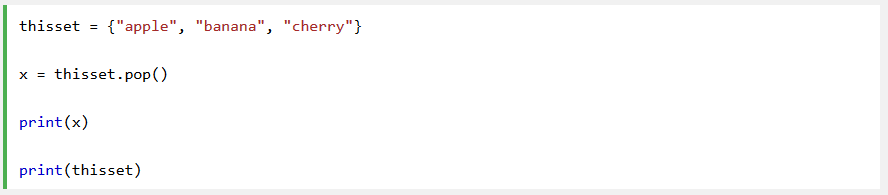 thisset = {"apple", "banana", "cherry"}
x = thisset.pop()
print(x)
print(thisset)